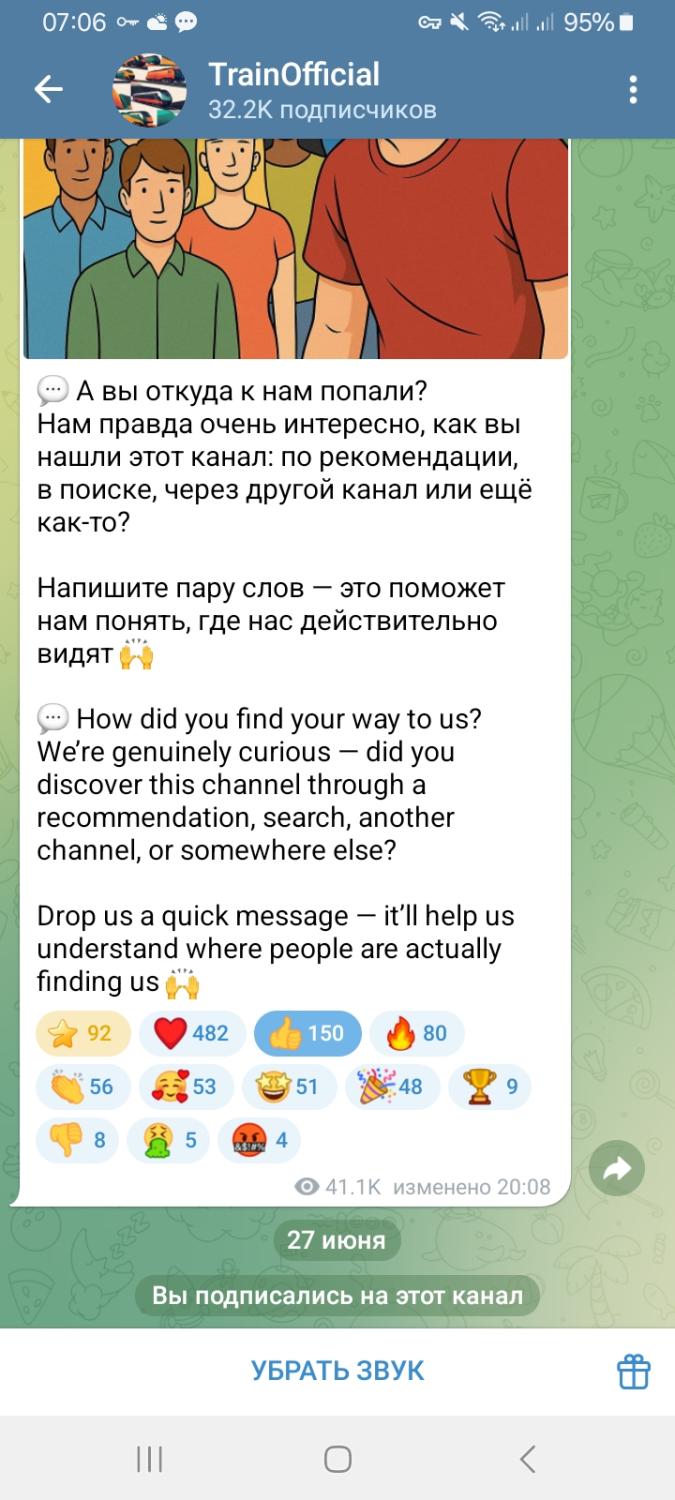 07:06
95%
TrainOfficial
32.2K подписчиков
А вы откуда к нам попали?
Нам правда очень интересно, как вы
нашли этот канал: по рекомендации,
в поиске, через другой канал или ещё
как-то?
Напишите пару слов — это поможет
нам понять, где нас действительно
видят 🙌
💬 How did you find your way to us?
We’re genuinely curious — did you
discover this channel through a
recommendation, search, another
channel, or somewhere else?
Drop us a quick message — it’ll help us
understand where people are actually
finding us 🙌
⭐ 92 ❤️ 482 👍 150 🔥 80
👏 56 🥰 53 🤩 51 🎉 48 🏆 9
👎 8 🤮 5 🤬 4
41.1K изменено 20:08
27 июня
Вы подписались на этот канал
УБРАТЬ ЗВУК